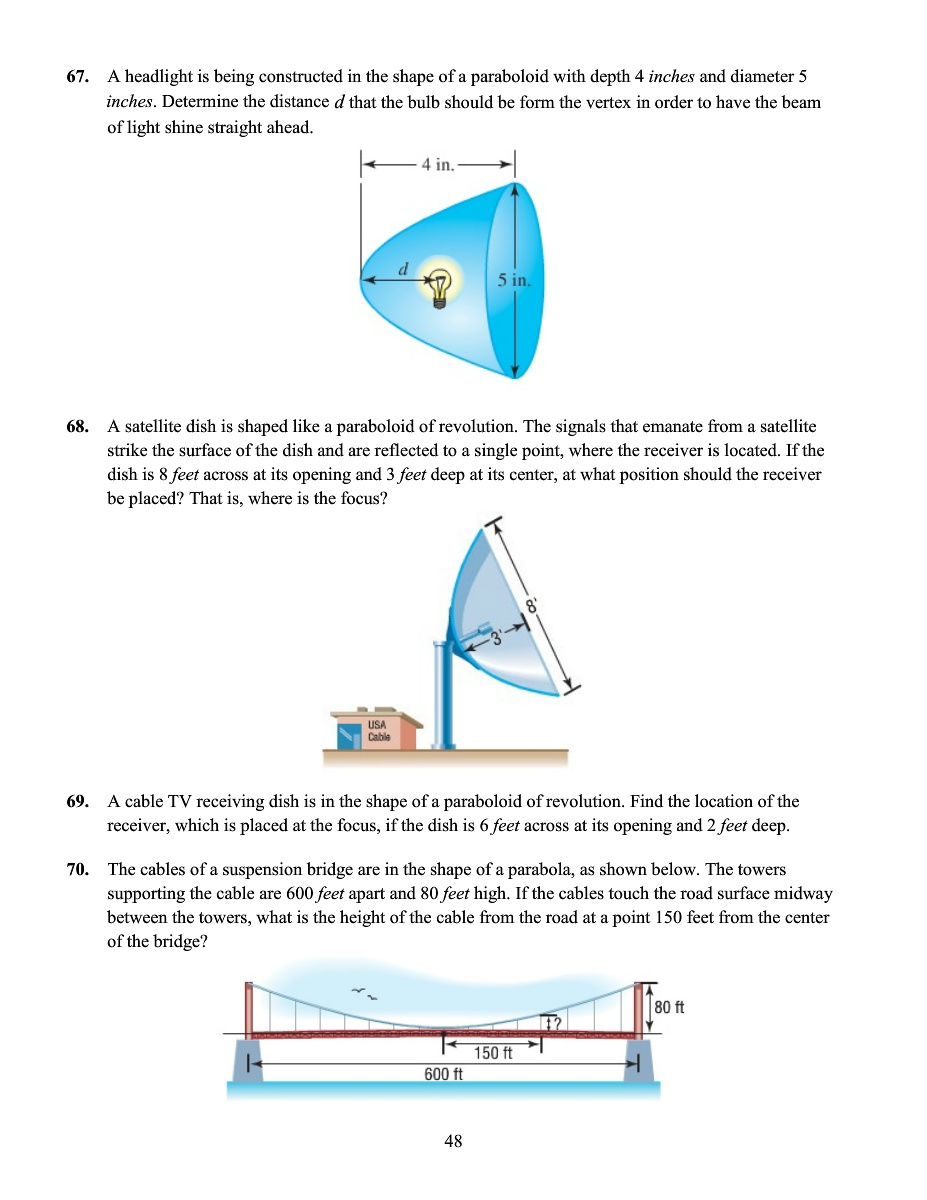 67. A headlight is being constructed in the shape of a paraboloid with depth 4 inches and diameter 5
inches. Determine the distance d that the bulb should be form the vertex in order to have the beam
of light shine straight ahead.
4 in.
d
5 in.
68. A satellite dish is shaped like a paraboloid of revolution. The signals that emanate from a satellite
strike the surface of the dish and are reflected to a single point, where the receiver is located. If the
dish is 8 feet across at its opening and 3 feet deep at its center, at what position should the receiver
be placed? That is, where is the focus?
8'
3'
USA
Cable
69. A cable TV receiving dish is in the shape of a paraboloid of revolution. Find the location of the
receiver, which is placed at the focus, if the dish is 6 feet across at its opening and 2 feet deep.
70. The cables of a suspension bridge are in the shape of a parabola, as shown below. The towers
supporting the cable are 600 feet apart and 80 feet high. If the cables touch the road surface midway
between the towers, what is the height of the cable from the road at a point 150 feet from the center
of the bridge?
80 ft
?
150 ft
600 ft
48